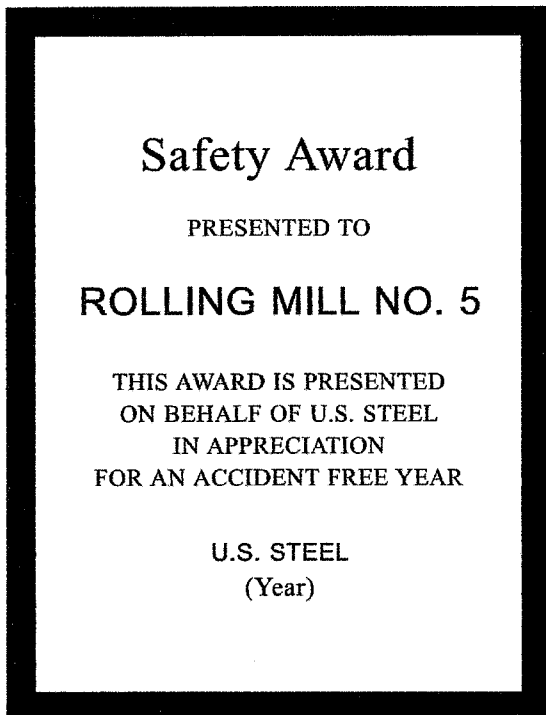 Safety Award
PRESENTED TO
ROLLING MILL NO. 5
THIS AWARD IS PRESENTED
ON BEHALF OF U.S. STEEL
IN APPRECIATION
FOR AN ACCIDENT FREE YEAR
U.S. STEEL
(Year)